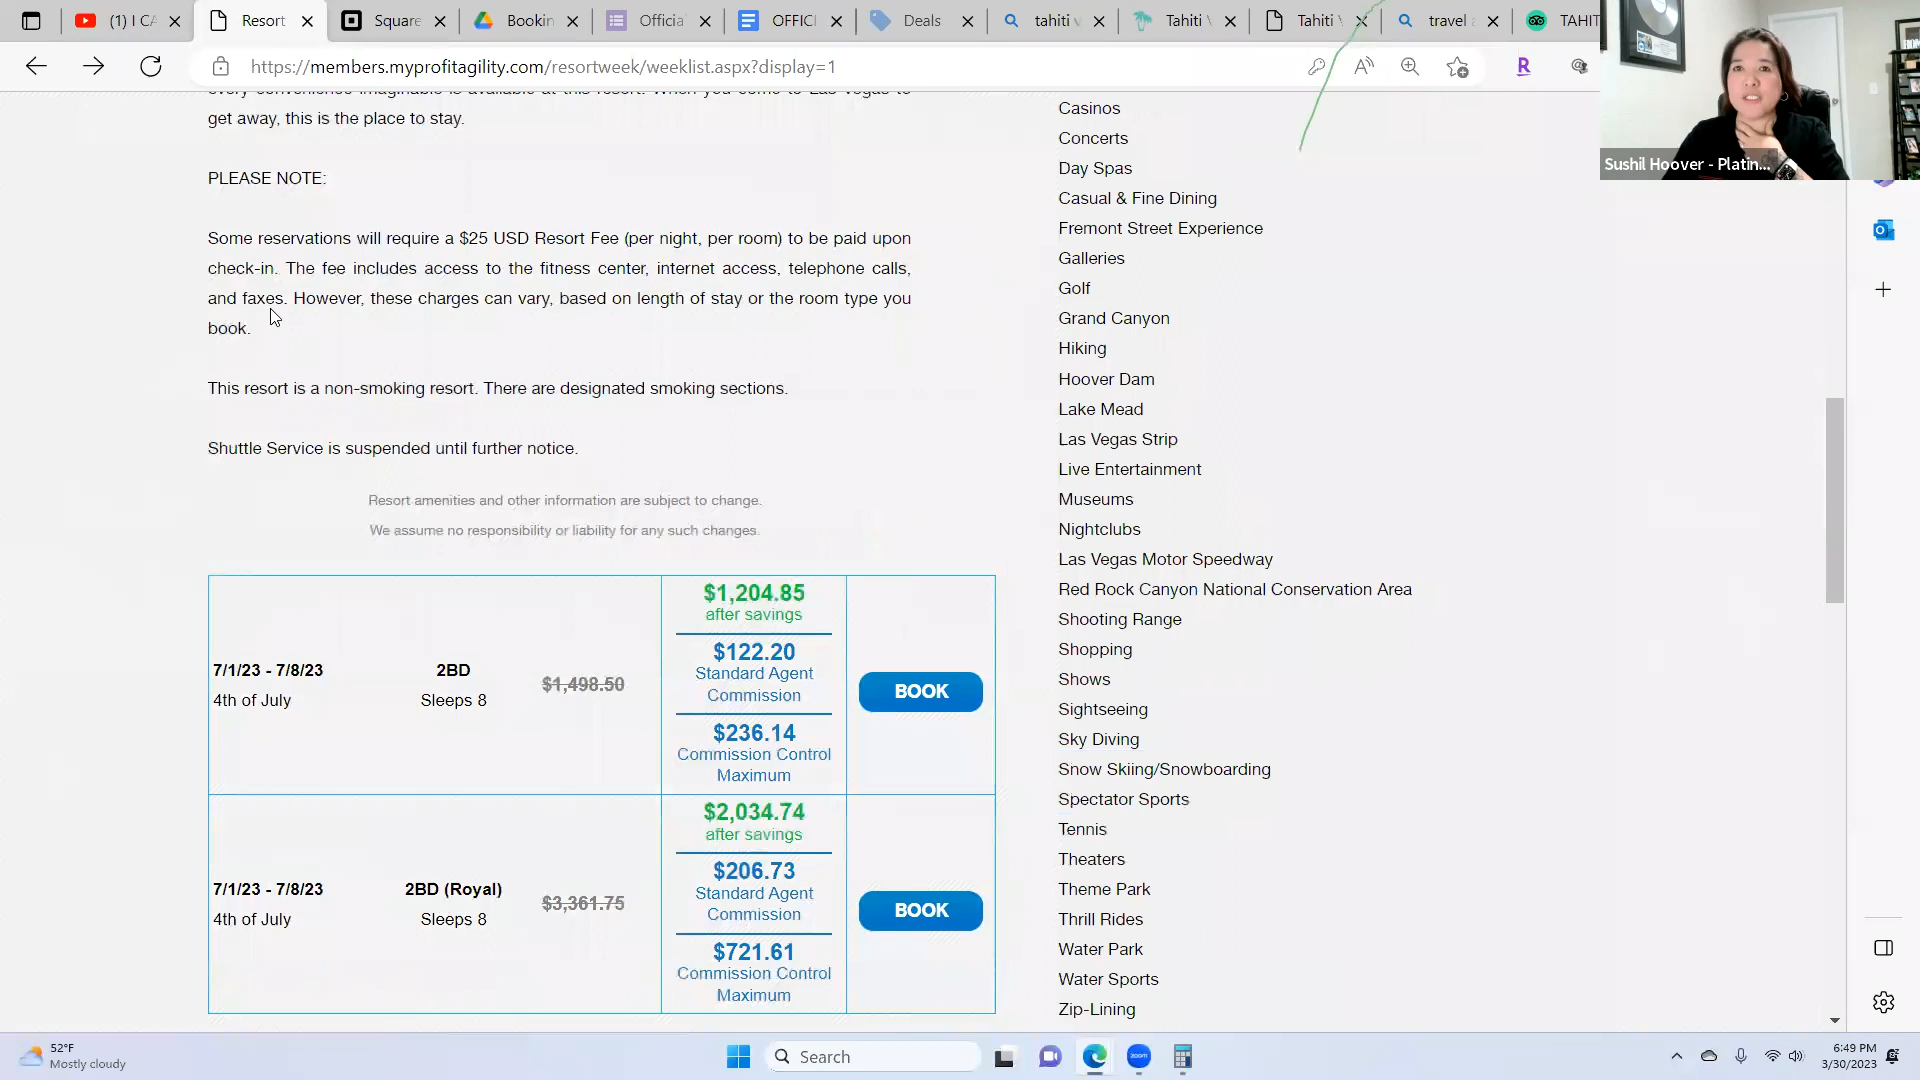 (1) I CA
Resort
Square
Bookin
Official
OFFICI
Deals
tahiti v
Tahiti \
Tahiti \
travel
TAHIT
https://members.myprofitagility.com/resortweek/weeklist.aspx?display=1
R
get away, this is the place to stay.
PLEASE NOTE:
Some reservations will require a $25 USD Resort Fee (per night, per room) to be paid upon
check-in. The fee includes access to the fitness center, internet access, telephone calls,
and faxes. However, these charges can vary, based on length of stay or the room type you
book.
This resort is a non-smoking resort. There are designated smoking sections.
Shuttle Service is suspended until further notice.
Resort amenities and other information are subject to change.
We assume no responsibility or liability for any such changes.
7/1/23 - 7/8/23
4th of July
2BD
Sleeps 8
$1,498.50
$1,204.85
after savings
$122.20
Standard Agent
Commission
$236.14
Commission Control
Maximum
BOOK
7/1/23 - 7/8/23
4th of July
2BD (Royal)
Sleeps 8
$3,361.75
$2,034.74
after savings
$206.73
Standard Agent
Commission
$721.61
Commission Control
Maximum
BOOK
Casinos
Concerts
Day Spas
Casual & Fine Dining
Fremont Street Experience
Galleries
Golf
Grand Canyon
Hiking
Hoover Dam
Lake Mead
Las Vegas Strip
Live Entertainment
Museums
Nightclubs
Las Vegas Motor Speedway
Red Rock Canyon National Conservation Area
Shooting Range
Shopping
Shows
Sightseeing
Sky Diving
Snow Skiing/Snowboarding
Spectator Sports
Tennis
Theaters
Theme Park
Thrill Rides
Water Park
Water Sports
Zip-Lining
Sushil Hoover - Platin...
52°F
Mostly cloudy
Search
zoom
6:49 PM
3/30/2023